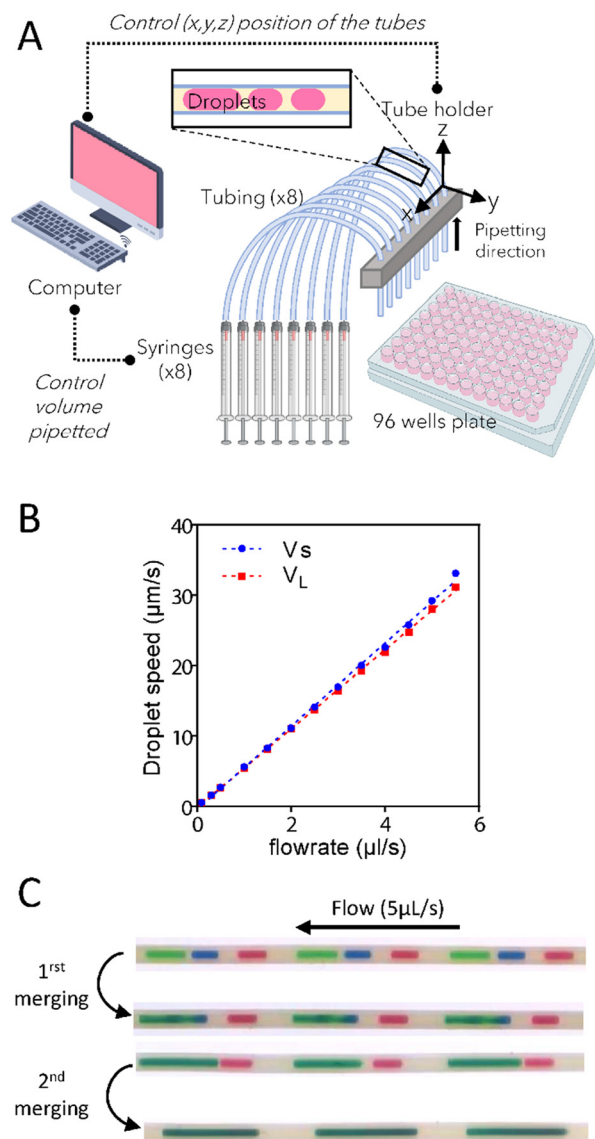 A
Control (x,y,z) position of the tubes
Droplets
Tube holder
z
Tubing (x8)
x
y
Pipetting
direction
Computer
Syringes
(x8)
Control
volume
pipetted
96 wells plate
B
40
30
20
10
0
Droplet speed (µm/s)
Vs
VL
0
2
4
6
flowrate (µl/s)
C
Flow (5µL/s)
1rst
merging
2nd
merging